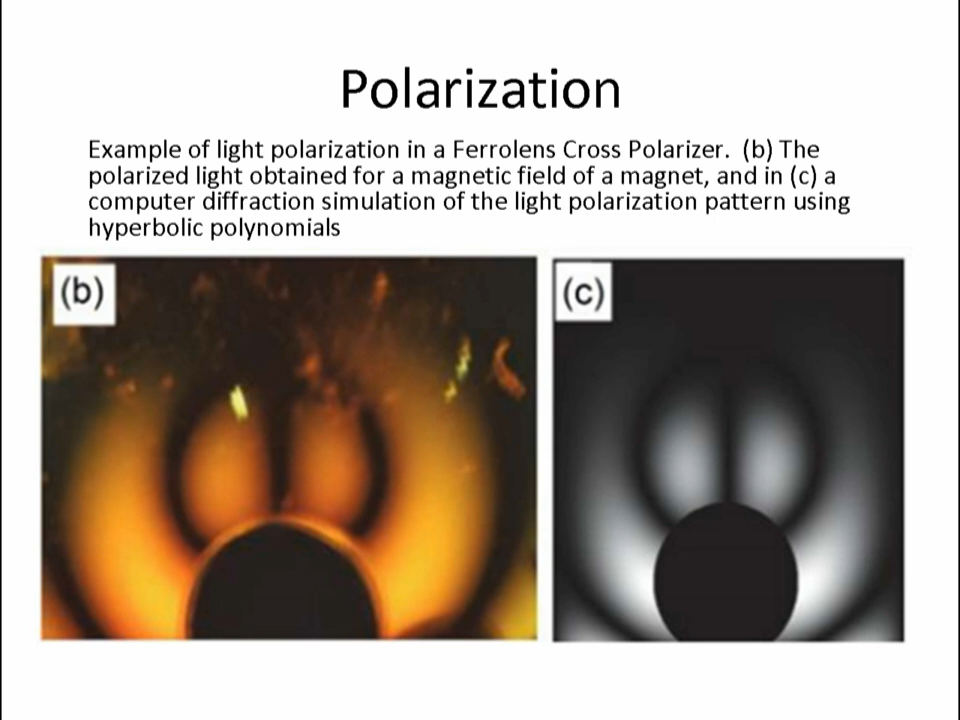 Polarization
Example of light polarization in a Ferrolens Cross Polarizer.  (b) The
polarized light obtained for a magnetic field of a magnet, and in (c) a
computer diffraction simulation of the light polarization pattern using
hyperbolic polynomials
(b)
(c)